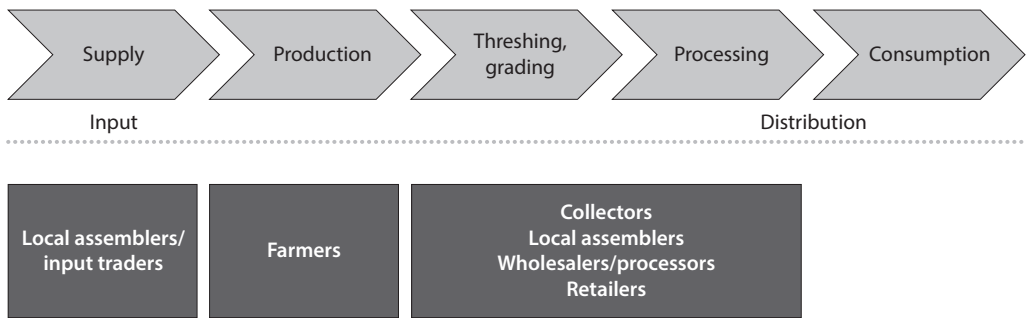 Supply
Production
Threshing,
grading
Processing
Consumption
Input
Distribution
Local assemblers/
input traders
Farmers
Collectors
Local assemblers
Wholesalers/processors
Retailers